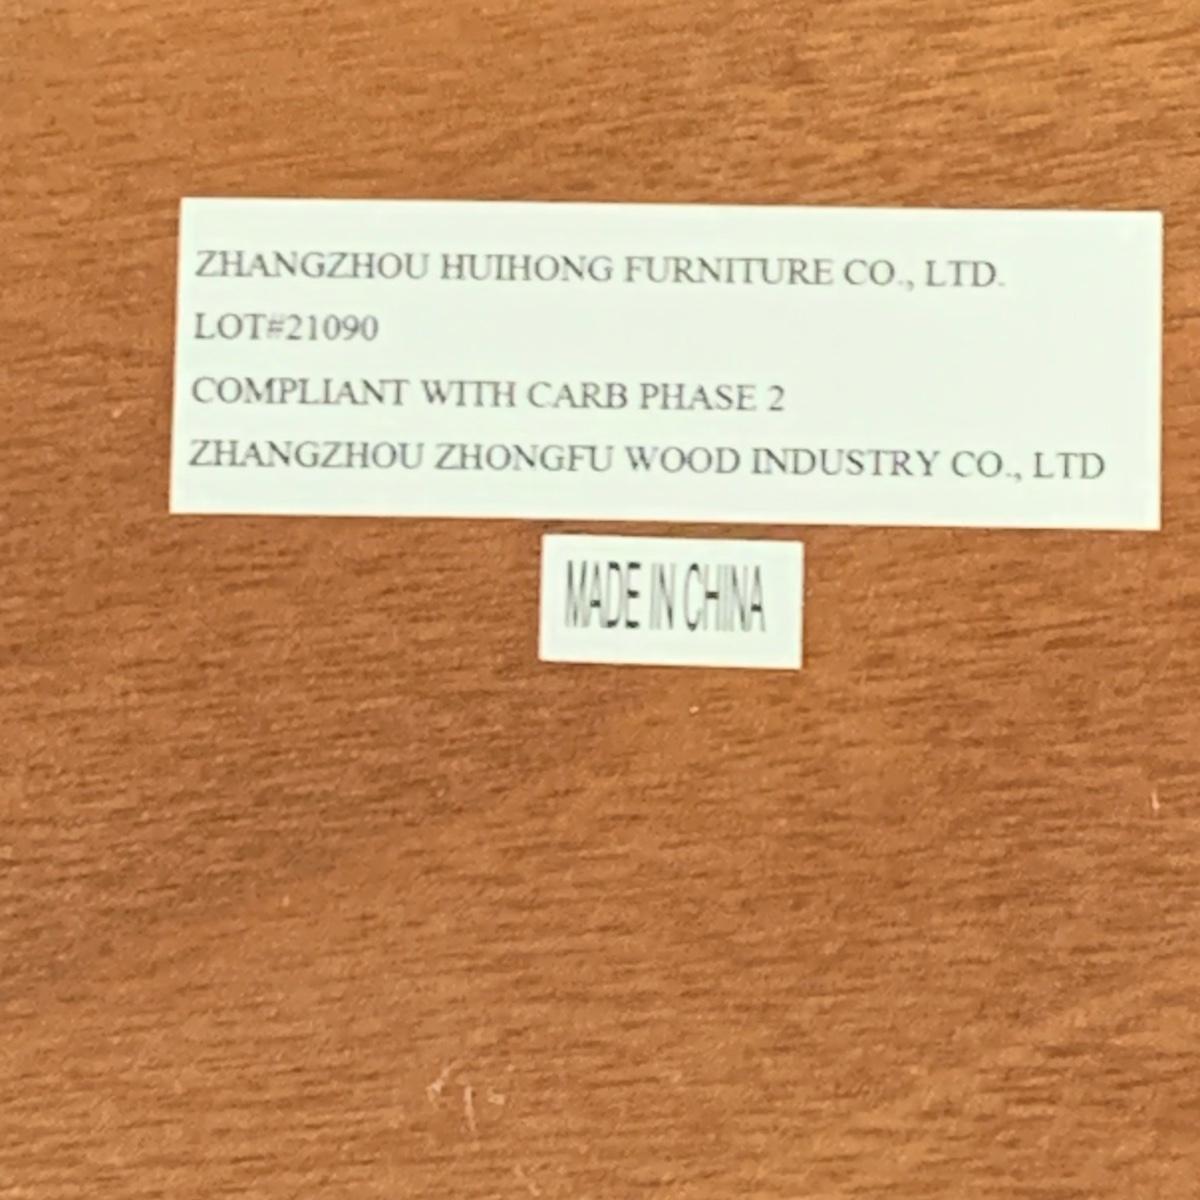 ZHANGZHOU HUIHONG FURNITURE CO., LTD.
LOT#21090
COMPLIANT WITH CARB PHASE 2
ZHANGZHOU ZHONGFU WOOD INDUSTRY CO., LTD
MADE IN CHINA